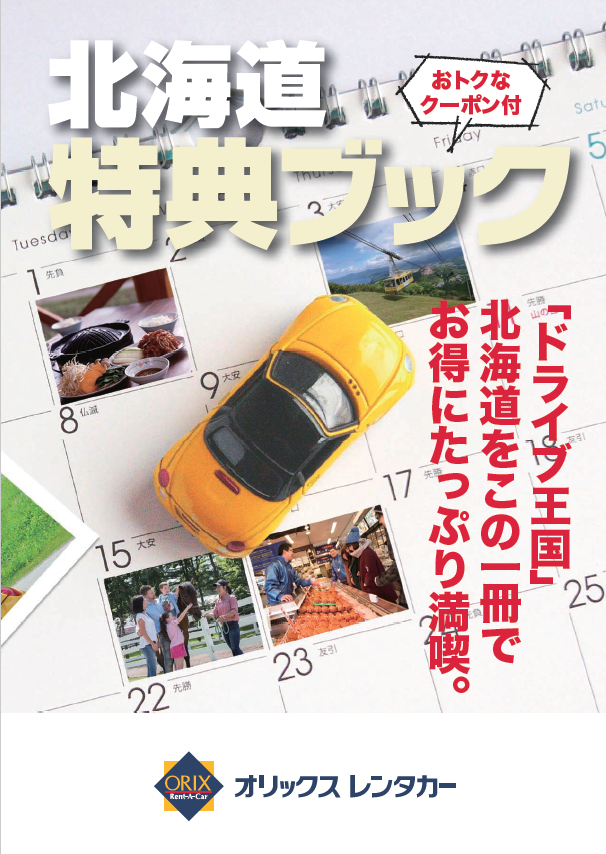 北海道
おトクな
クーポン付
特典ブック
Friday
Tuesday
5
1 先負
2
3
8 仏滅
9 大安
「ドライブ王国」
北海道をこの一冊で
お得にたっぷり満喫。
15 大安
17 先勝
18 友引
22 先勝
23 友引
25
ORIX
Rent-A-Car
オリックス レンタカー